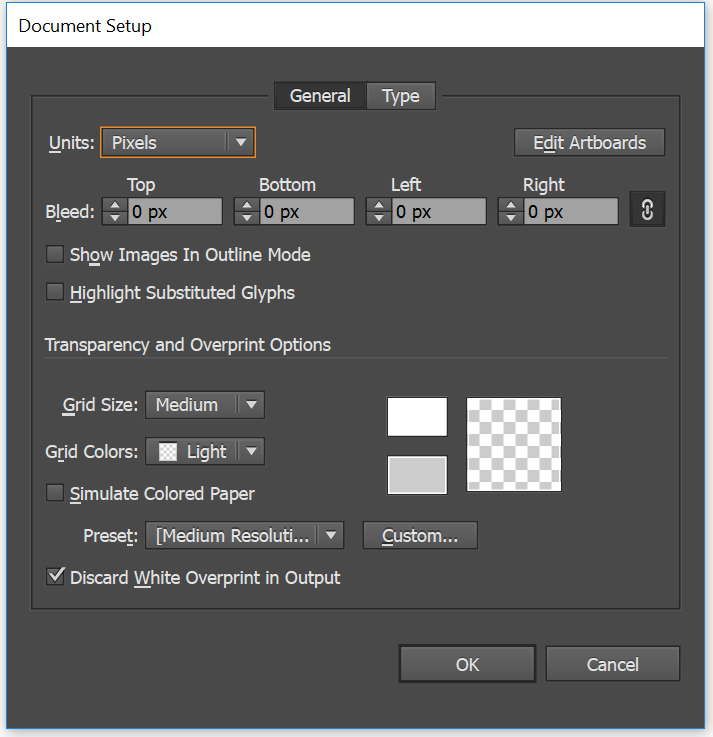 Document Setup
General Type
Units: Pixels Edit Artboards
Top Bottom Left Right
Bleed: 0 px 0 px 0 px 0 px
Show Images In Outline Mode
Highlight Substituted Glyphs
Transparency and Overprint Options
Grid Size: Medium
Grid Colors: Light
Simulate Colored Paper
Preset: [Medium Resoluti... Custom...
Discard White Overprint in Output
OK Cancel